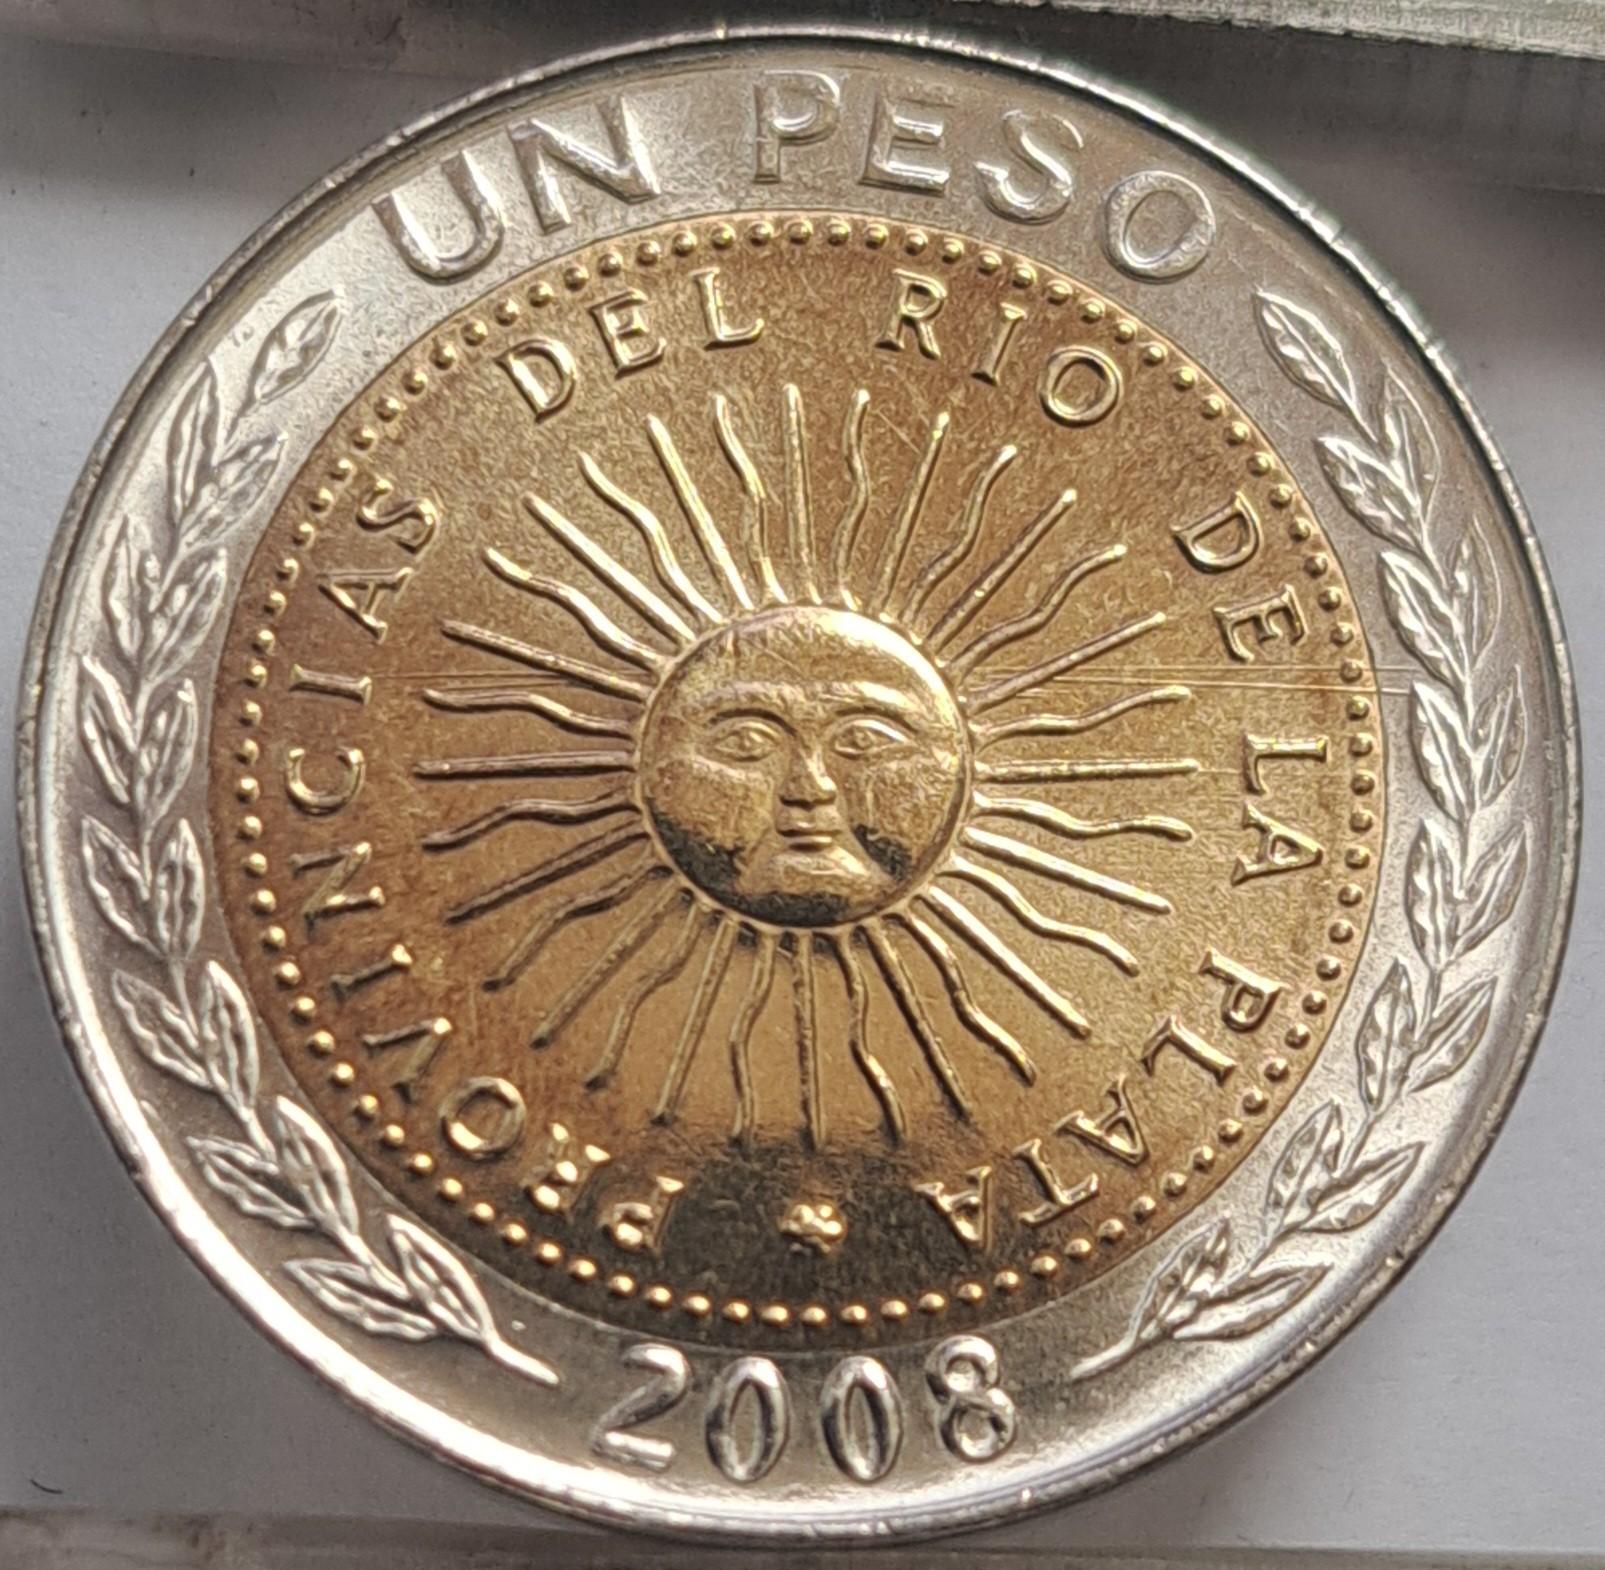 UN PESO
PROVINCIAS DEL RIO DE LA PLATA
2008